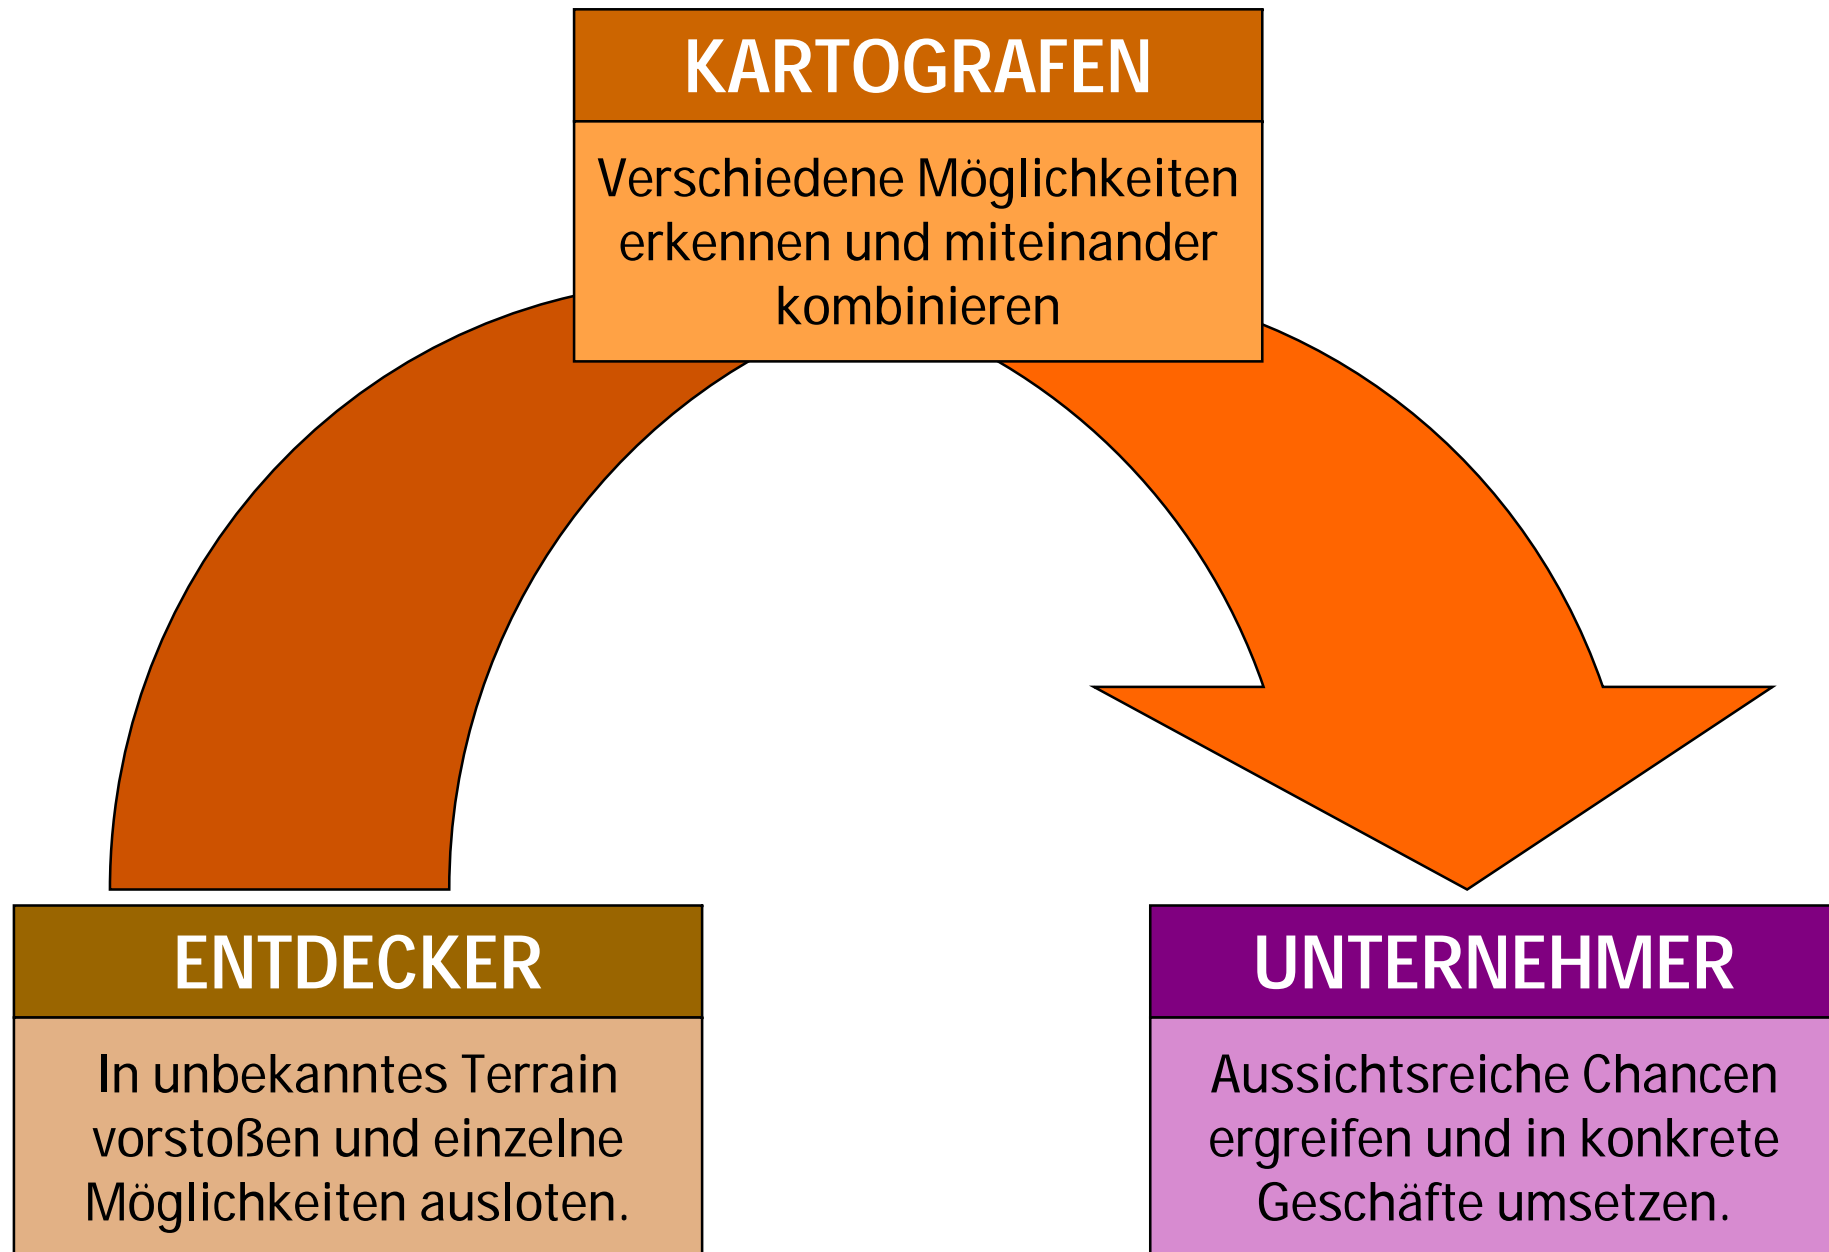 KARTOGRAFEN
Verschiedene Möglichkeiten
erkennen und miteinander
kombinieren
ENTDECKER
In unbekanntes Terrain
vorstoßen und einzelne
Möglichkeiten ausloten.
UNTERNEHMER
Aussichtsreiche Chancen
ergreifen und in konkrete
Geschäfte umsetzen.